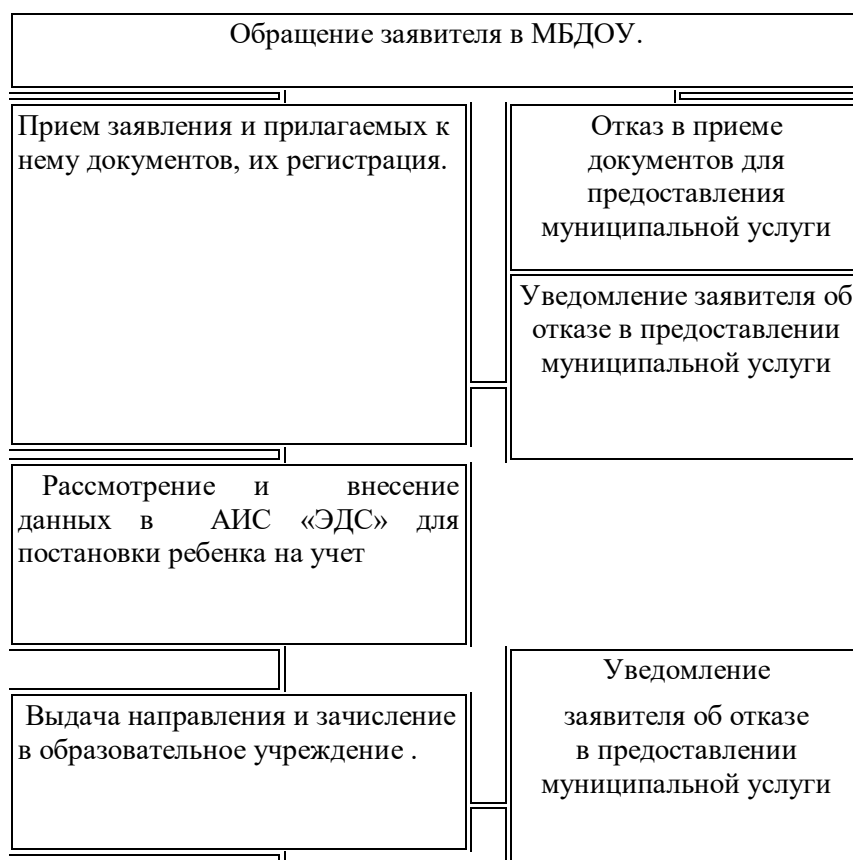 Обращение заявителя в МБДОУ.
Прием заявления и прилагаемых к
нему документов, их регистрация.
Отказ в приеме
документов для
предоставления
муниципальной услуги
Уведомление заявителя об
отказе в предоставлении
муниципальной услуги
Рассмотрение и внесение
данных в АИС «ЭДС» для
постановки ребенка на учет
Выдача направления и зачисление
в образовательное учреждение .
Уведомление
заявителя об отказе
в предоставлении
муниципальной услуги